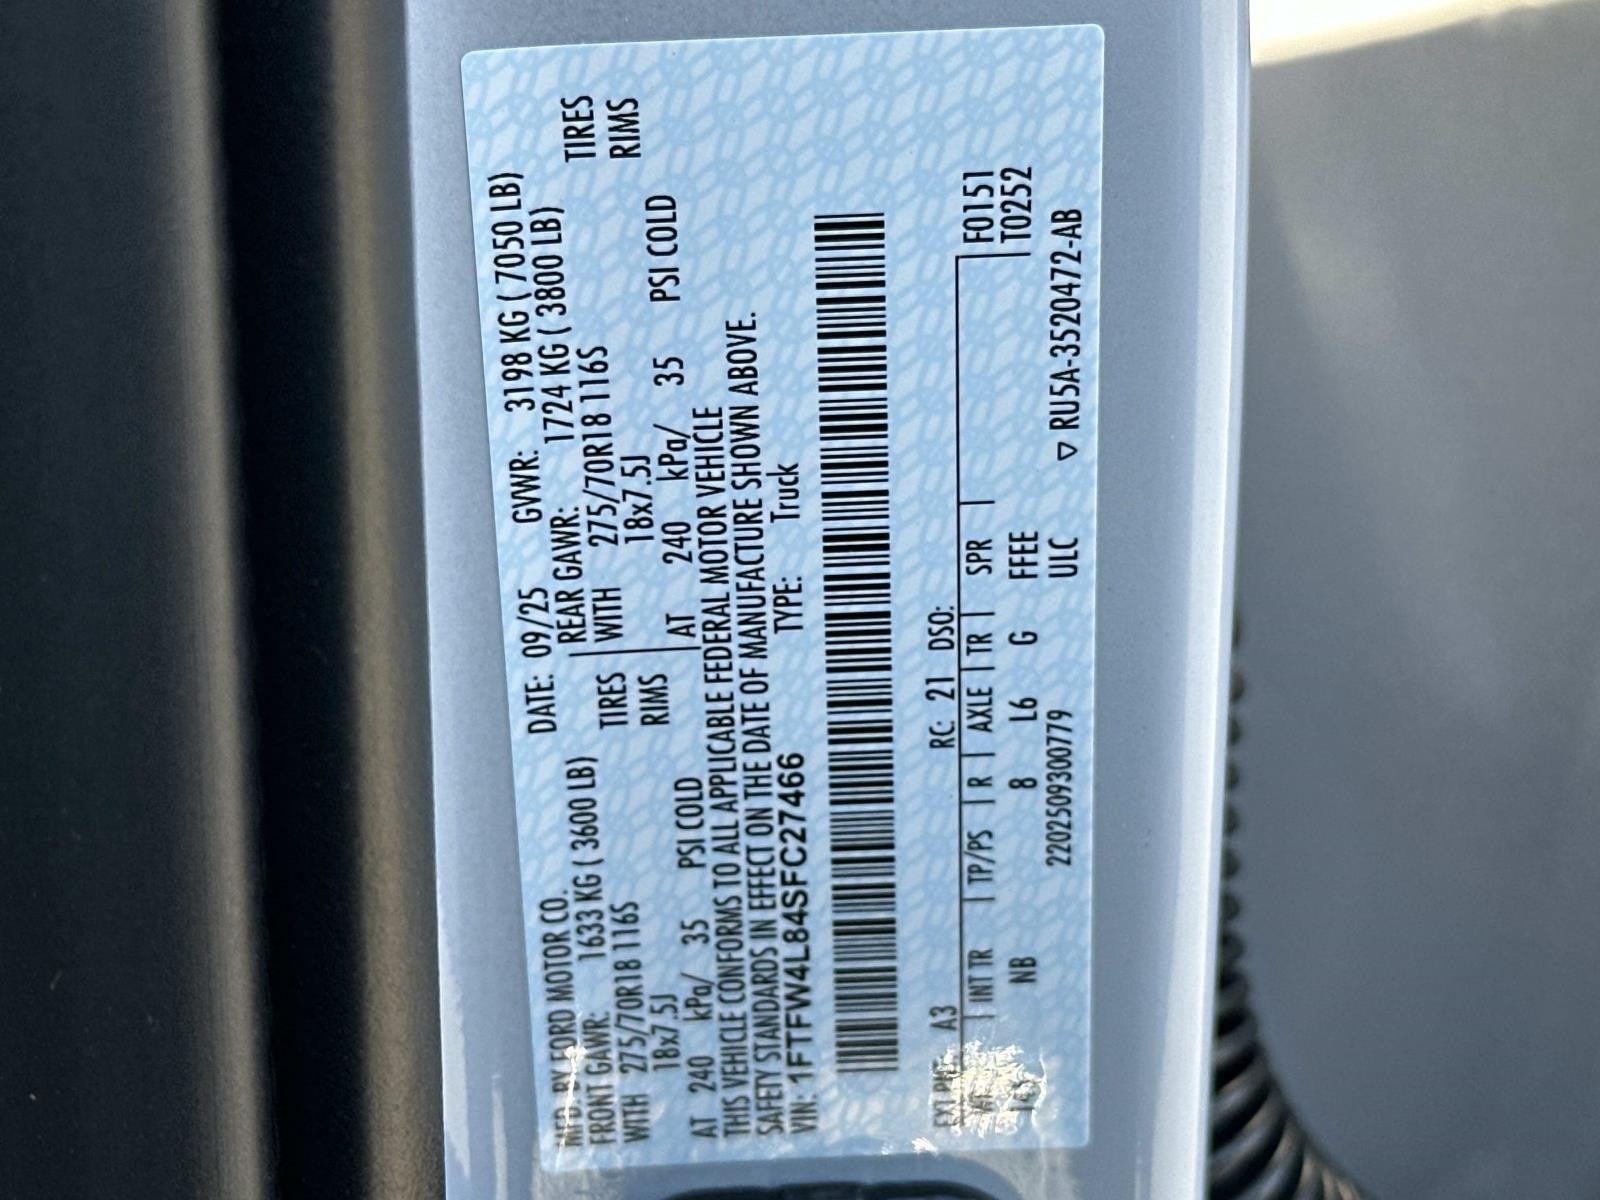 MFD. BY FORD MOTOR CO.
DATE: 09/25 GVWR: 3198 KG ( 7050 LB)
FRONT GAWR: 1633 KG ( 3600 LB)
REAR GAWR: 1724 KG ( 3800 LB)
WITH 275/70R18 116S TIRES
WITH 275/70R18 116S TIRES
18x7.5J RIMS
18x7.5J RIMS
AT 240 kPa/ 35 PSI COLD
AT 240 kPa/ 35 PSI COLD
THIS VEHICLE CONFORMS TO ALL APPLICABLE FEDERAL MOTOR VEHICLE
SAFETY STANDARDS IN EFFECT ON THE DATE OF MANUFACTURE SHOWN ABOVE.
VIN: 1FTFW4L84SFC27466 TYPE: Truck
EXT PNT: A3 RC: 21 DSO:
INT TR TP/PS R AXLE TR SPR F0151
NB 8 L6 G FFEE T0252
2202509300779 ULC ▽ RU5A-3520472-AB